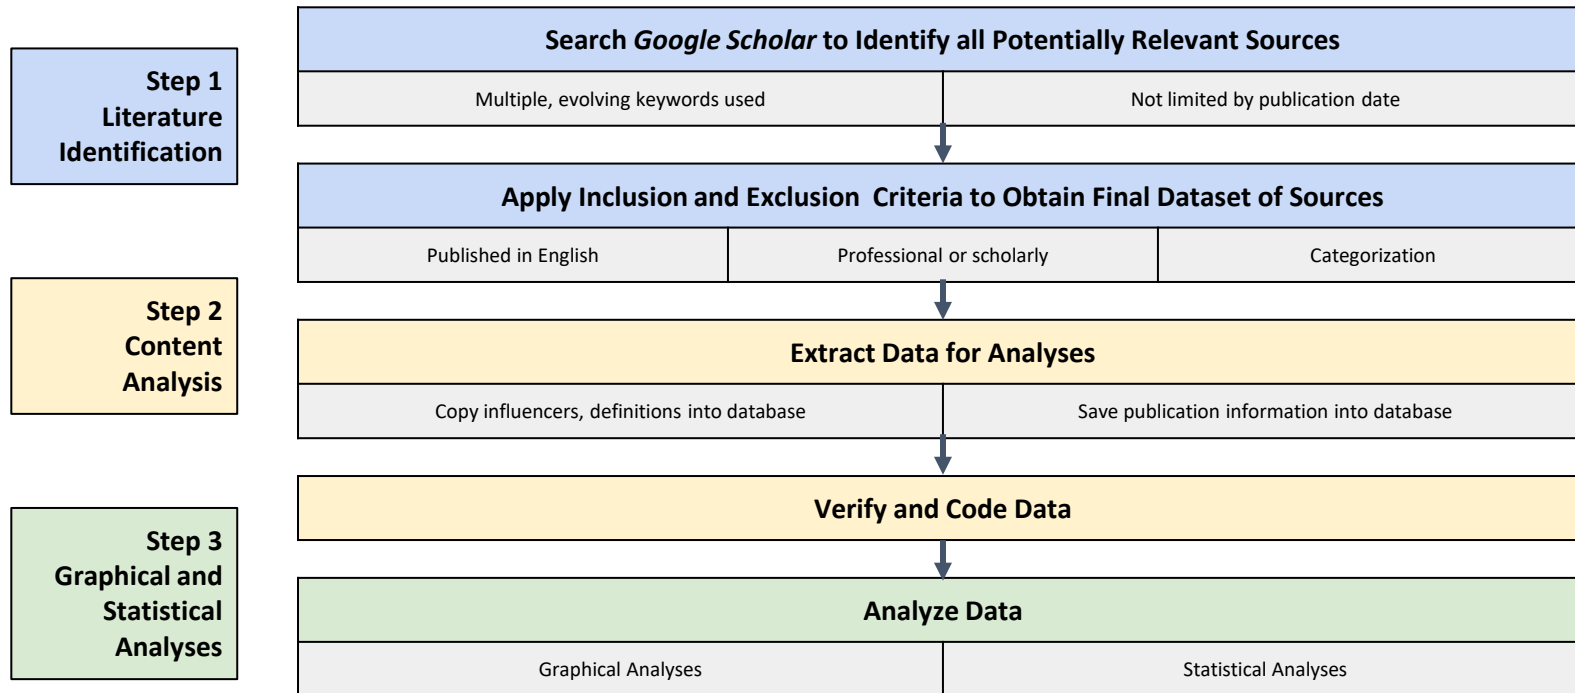 Step 1
Literature
Identification
Search Google Scholar to Identify all Potentially Relevant Sources
Multiple, evolving keywords used
Not limited by publication date
Apply Inclusion and Exclusion  Criteria to Obtain Final Dataset of Sources
Published in English
Professional or scholarly
Categorization
Step 2
Content
Analysis
Extract Data for Analyses
Copy influencers, definitions into database
Save publication information into database
Verify and Code Data
Step 3
Graphical and
Statistical
Analyses
Analyze Data
Graphical Analyses
Statistical Analyses